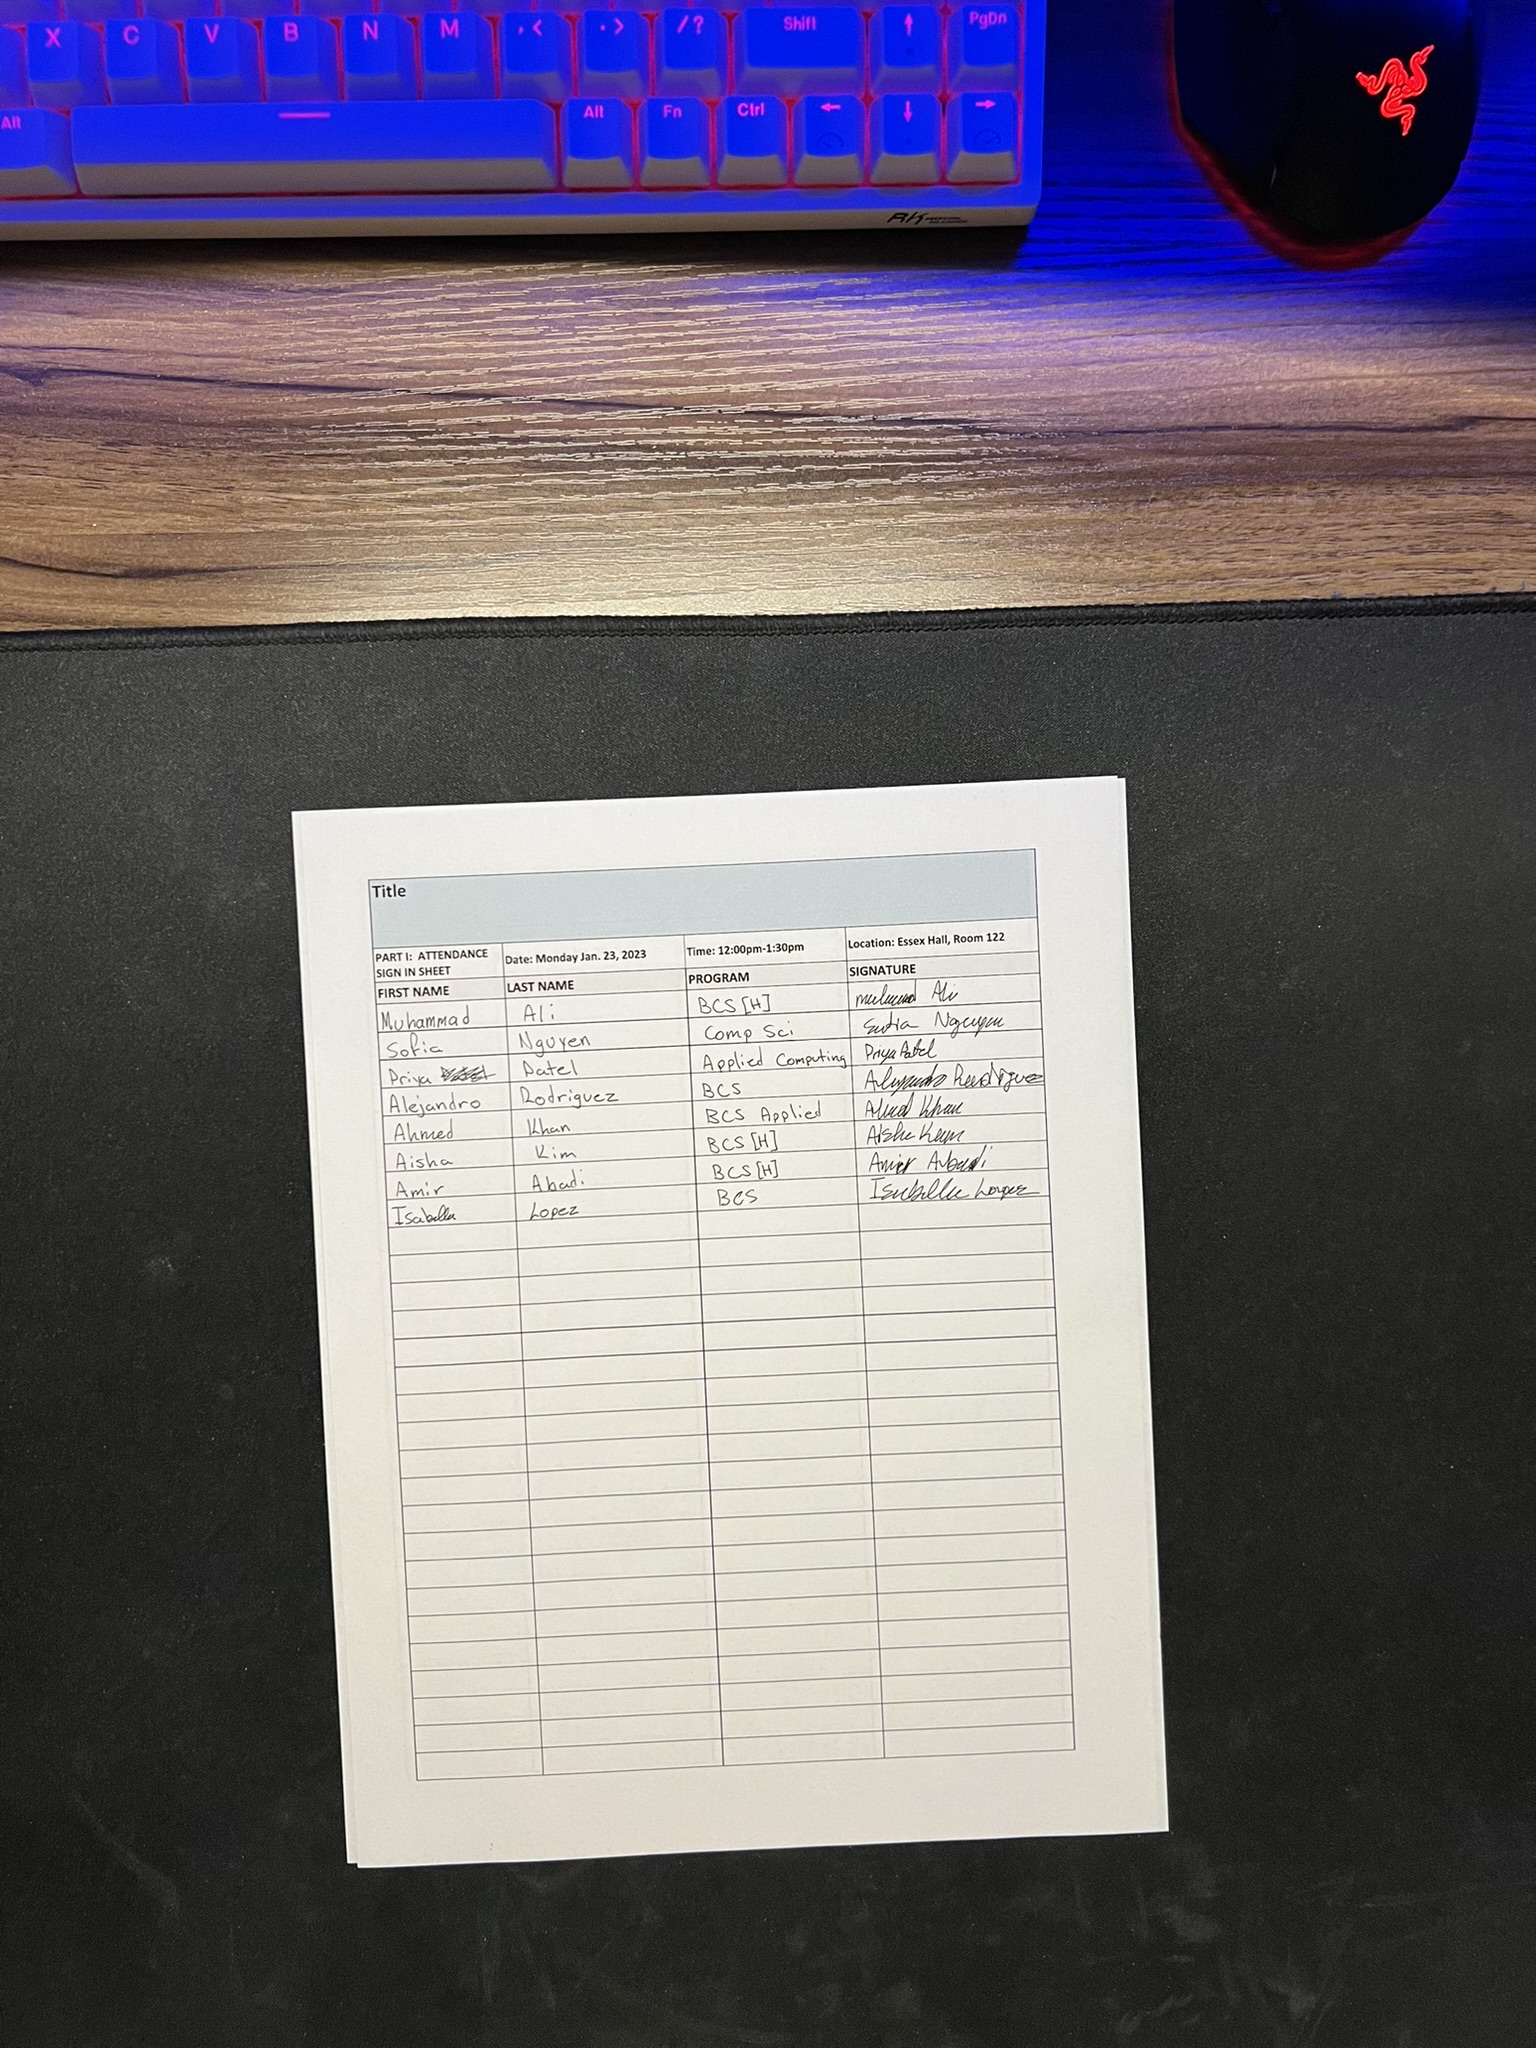 X C V B N M , < . > / ? Shift ↑ PgDn
Alt Alt Fn Ctrl ← ↓ →
RK
Title
PART I: ATTENDANCE SIGN IN SHEET Date: Monday Jan. 23, 2023 Time: 12:00pm-1:30pm Location: Essex Hall, Room 122
FIRST NAME LAST NAME PROGRAM SIGNATURE
Muhammad Ali BCS [H] Ali
Sofia Nguyen Comp Sci Sofia Nguyen
Priya Patel Applied Computing Priya Patel
Alejandro Rodriguez BCS Alejandro Rodriguez
Ahmed Khan BCS Applied Ahmed Khan
Aisha Kim BCS [H] Aisha Kim
Amir Abadi BCS [H] Amir Abadi
Isabella Lopez BCS Isabella Lopez